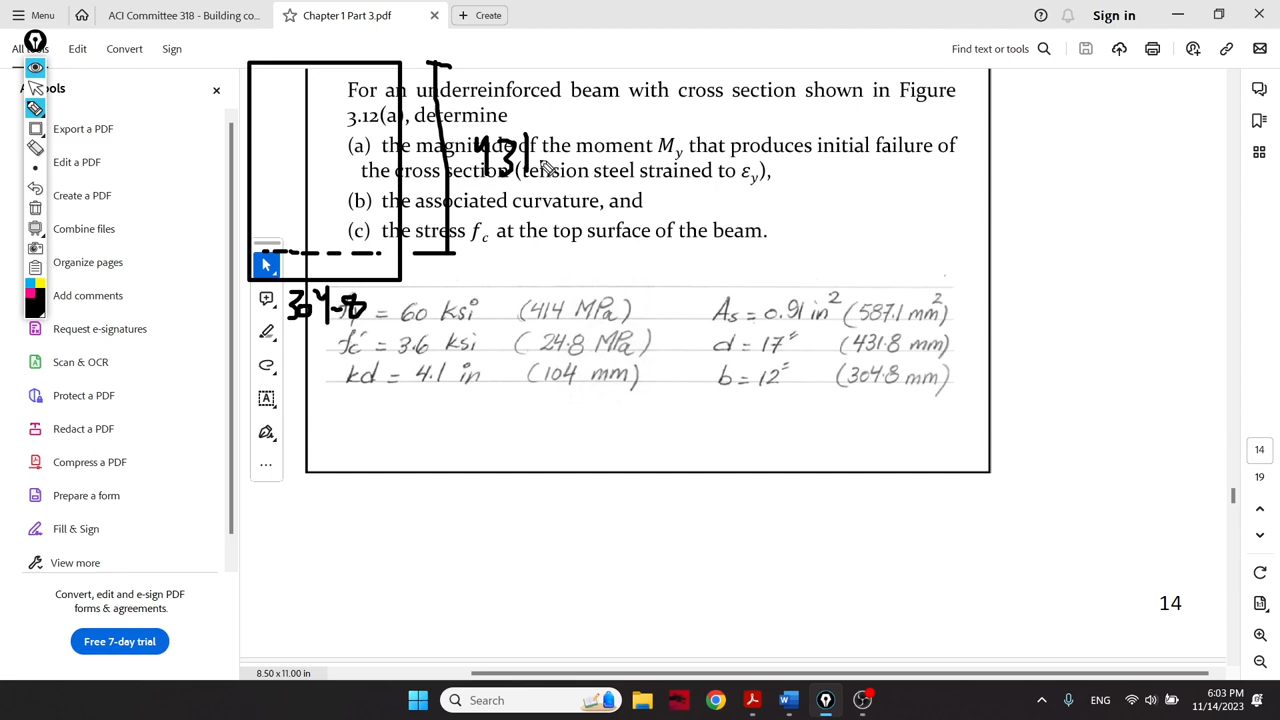 Menu
ACI Committee 318 - Building co...
Chapter 1 Part 3.pdf
Create
Sign in
Edit
Convert
Sign
Find text or tools
Export a PDF
Edit a PDF
Create a PDF
Combine files
Organize pages
Add comments
Request e-signatures
Scan & OCR
Protect a PDF
Redact a PDF
Compress a PDF
Prepare a form
Fill & Sign
View more
Convert, edit and e-sign PDF
forms & agreements.
Free 7-day trial
For an underreinforced beam with cross section shown in Figure
3.12(a), determine
(a) the magnitude of the moment My that produces initial failure of
the cross section (tension steel strained to εy),
(b) the associated curvature, and
(c) the stress fc at the top surface of the beam.
431
304.8
= 60 ksi (414 MPa) As = 0.91 in² (587.1 mm²)
fc' = 3.6 ksi (24.8 MPa) d = 17" (431.8 mm)
kd = 4.1 in (104 mm) b = 12" (304.8 mm)
14
14
19
8.50 x 11.00 in
Search
ENG
6:03 PM
11/14/2023